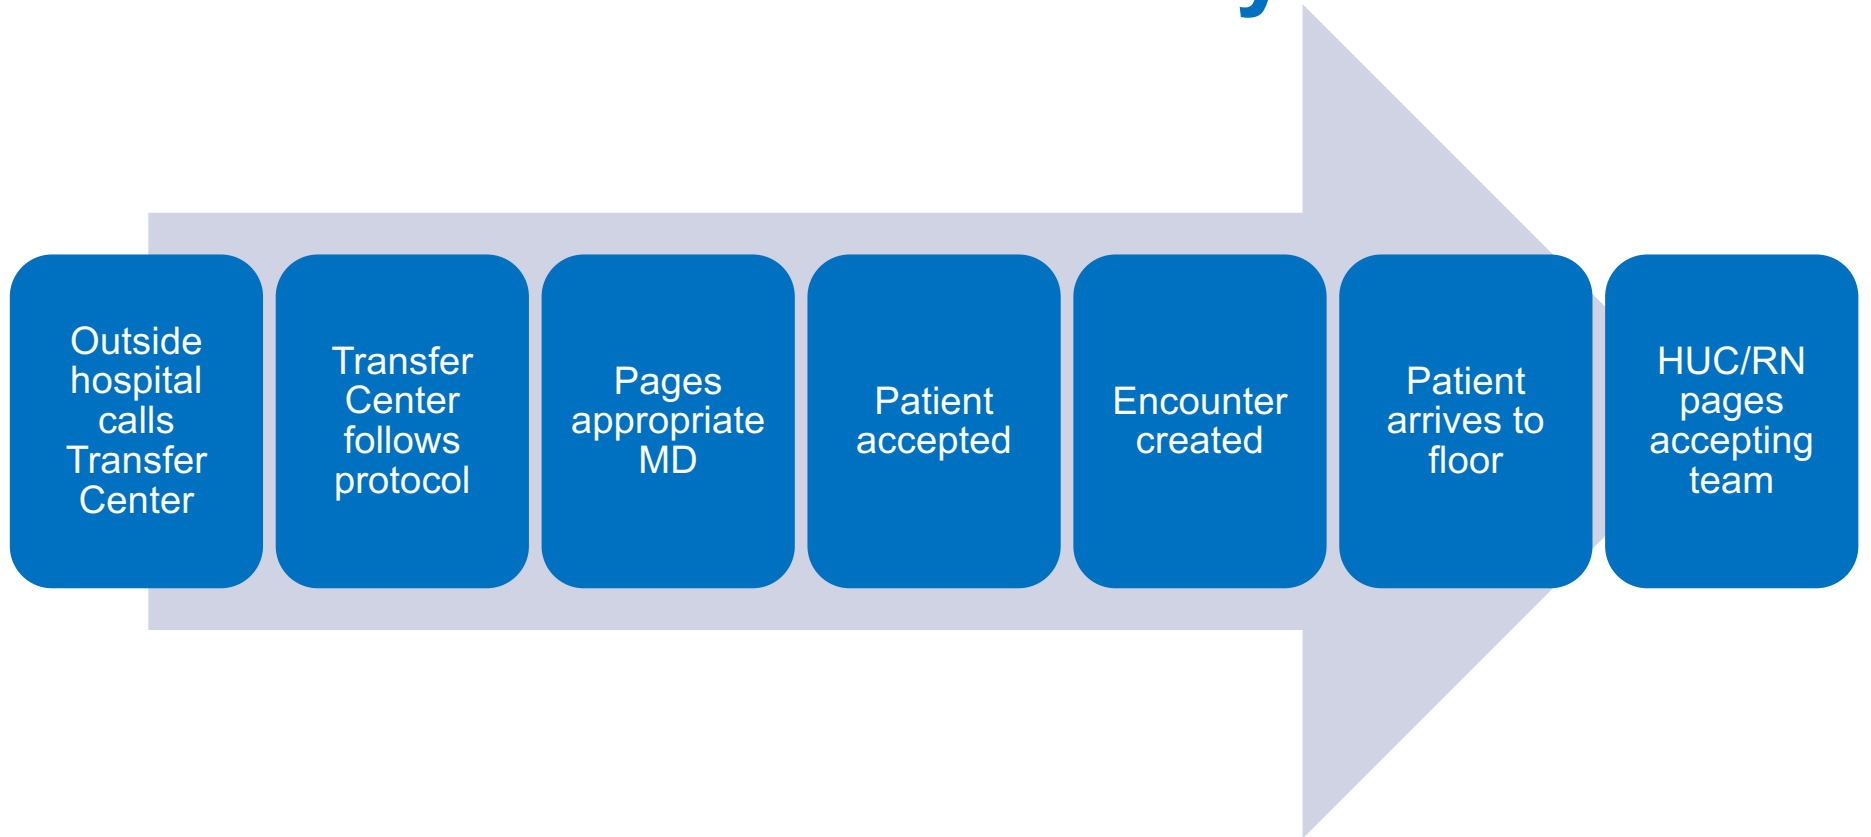 Outside
hospital
calls
Transfer
Center
Transfer
Center
follows
protocol
Pages
appropriate
MD
Patient
accepted
Encounter
created
Patient
arrives to
floor
HUC/RN
pages
accepting
team